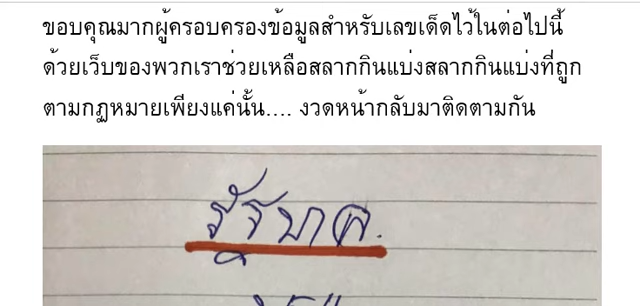 ขอบคุณมากผู้ครอบครองข้อมูลสำหรับเลขเด็ดไว้ในต่อไปนี้
ด้วยเว็บของพวกเราช่วยเหลือสลากกินแบ่งสลากกินแบ่งที่ถูก
ตามกฏหมายเพียงแค่นั้น.... งวดหน้ากลับมาติดตามกัน
รัฐบาล.